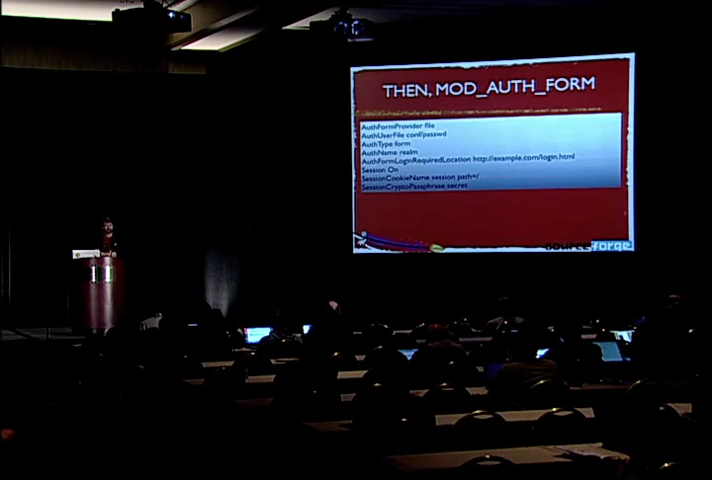 THEN, MOD_AUTH_FORM
AuthFormProvider file
AuthUserFile conf/passwd
AuthType form
AuthName realm
AuthFormLoginRequiredLocation http://example.com/login.html
Session On
SessionCookieName session path=/
SessionCryptoPassphrase secret
sourceforge